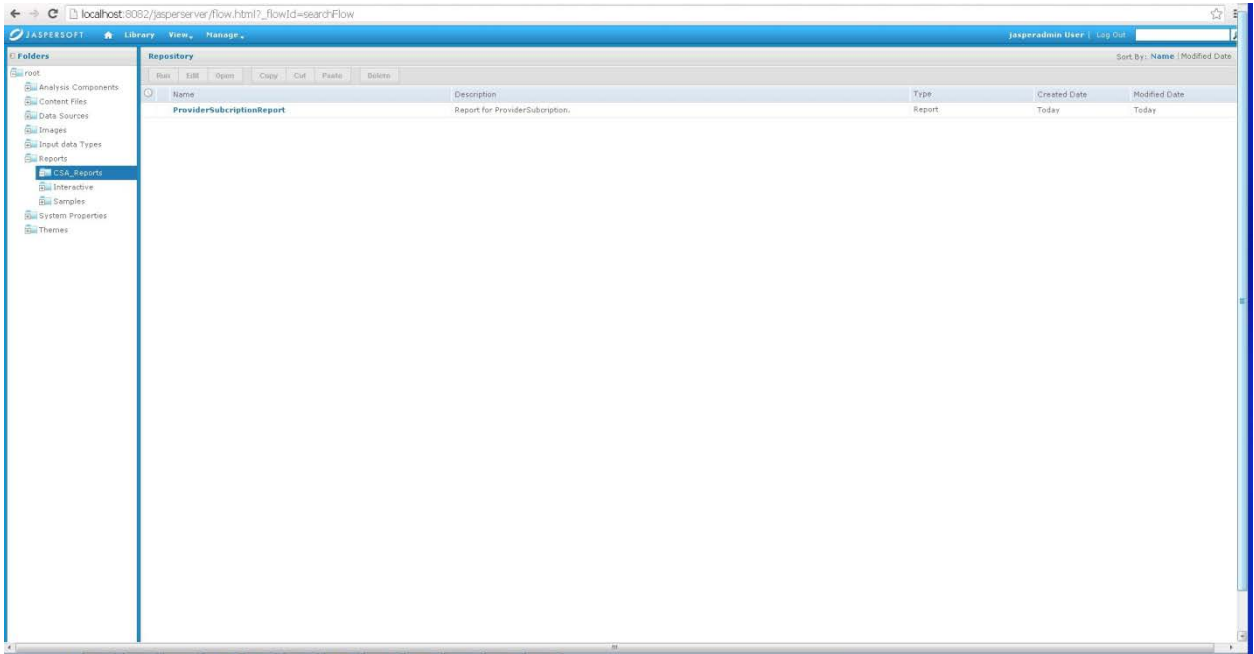 localhost:8082/jasperserver/flow.html?_flowId=searchFlow
JASPERSOFT Library View Manage jasperadmin User | Log Out
Folders
root
Analysis Components
Content Files
Data Sources
Images
Input data Types
Reports
CSA_Reports
Interactive
Samples
System Properties
Themes
Repository Sort By: Name | Modified Date
Run Edit Open Copy Cut Paste Delete
Name Description Type Created Date Modified Date
ProviderSubcriptionReport Report for ProviderSubcription. Report Today Today